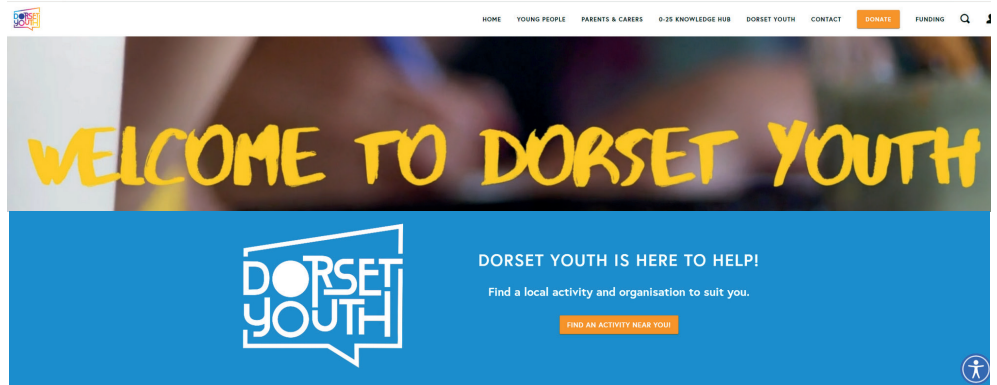 DORSET YOUTH
HOME YOUNG PEOPLE PARENTS & CARERS 0-25 KNOWLEDGE HUB DORSET YOUTH CONTACT DONATE FUNDING
WELCOME TO DORSET YOUTH
DORSET
YOUTH
DORSET YOUTH IS HERE TO HELP!
Find a local activity and organisation to suit you.
FIND AN ACTIVITY NEAR YOU!